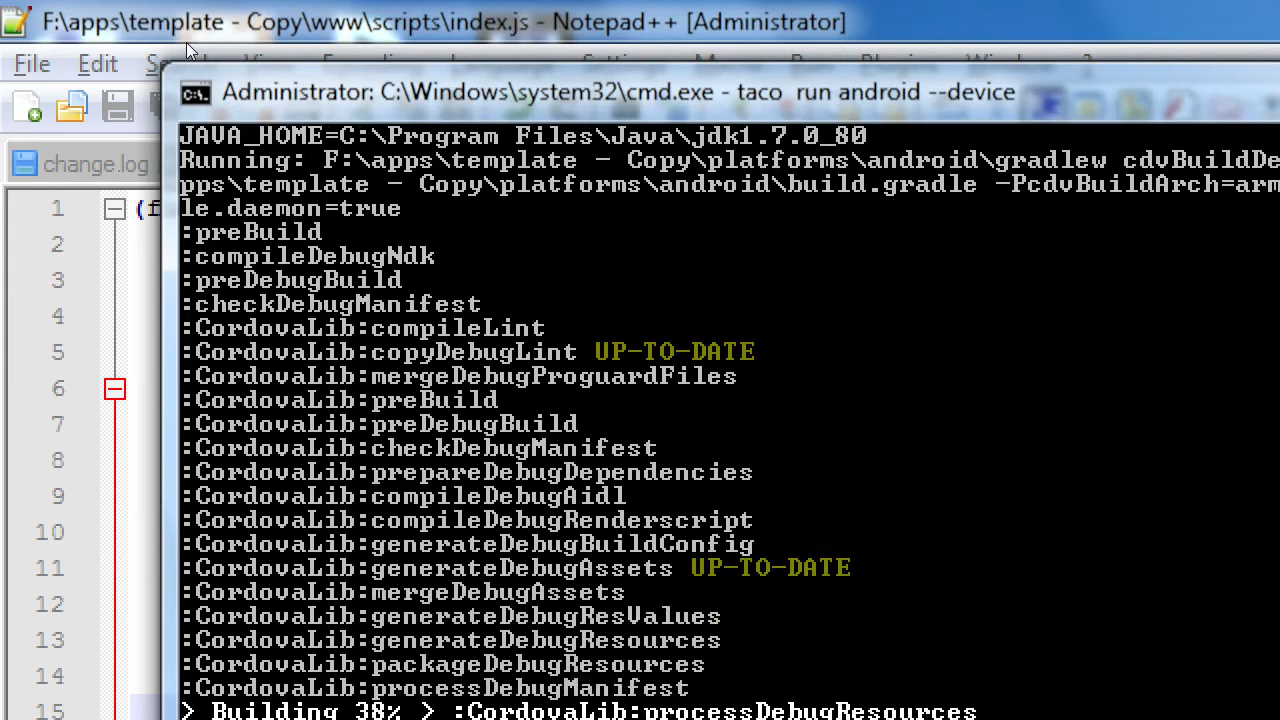 F:\apps\template - Copy\www\scripts\index.js - Notepad++ [Administrator]
File Edit
Administrator: C:\Windows\system32\cmd.exe - taco run android --device
change.log
1 (f
2
3
4
5
6
7
8
9
10
11
12
13
14
15
JAVA_HOME=C:\Program Files\Java\jdk1.7.0_80
Running: F:\apps\template - Copy\platforms\android\gradlew cdvBuildDe
pps\template - Copy\platforms\android\build.gradle -PcdvBuildArch=arm
le.daemon=true
:preBuild
:compileDebugNdk
:preDebugBuild
:checkDebugManifest
:CordovaLib:compileLint
:CordovaLib:copyDebugLint UP-TO-DATE
:CordovaLib:mergeDebugProguardFiles
:CordovaLib:preBuild
:CordovaLib:preDebugBuild
:CordovaLib:checkDebugManifest
:CordovaLib:prepareDebugDependencies
:CordovaLib:compileDebugAidl
:CordovaLib:compileDebugRenderscript
:CordovaLib:generateDebugBuildConfig
:CordovaLib:generateDebugAssets UP-TO-DATE
:CordovaLib:mergeDebugAssets
:CordovaLib:generateDebugResValues
:CordovaLib:generateDebugResources
:CordovaLib:packageDebugResources
:CordovaLib:processDebugManifest
> Building 38% > :CordovaLib:processDebugResources